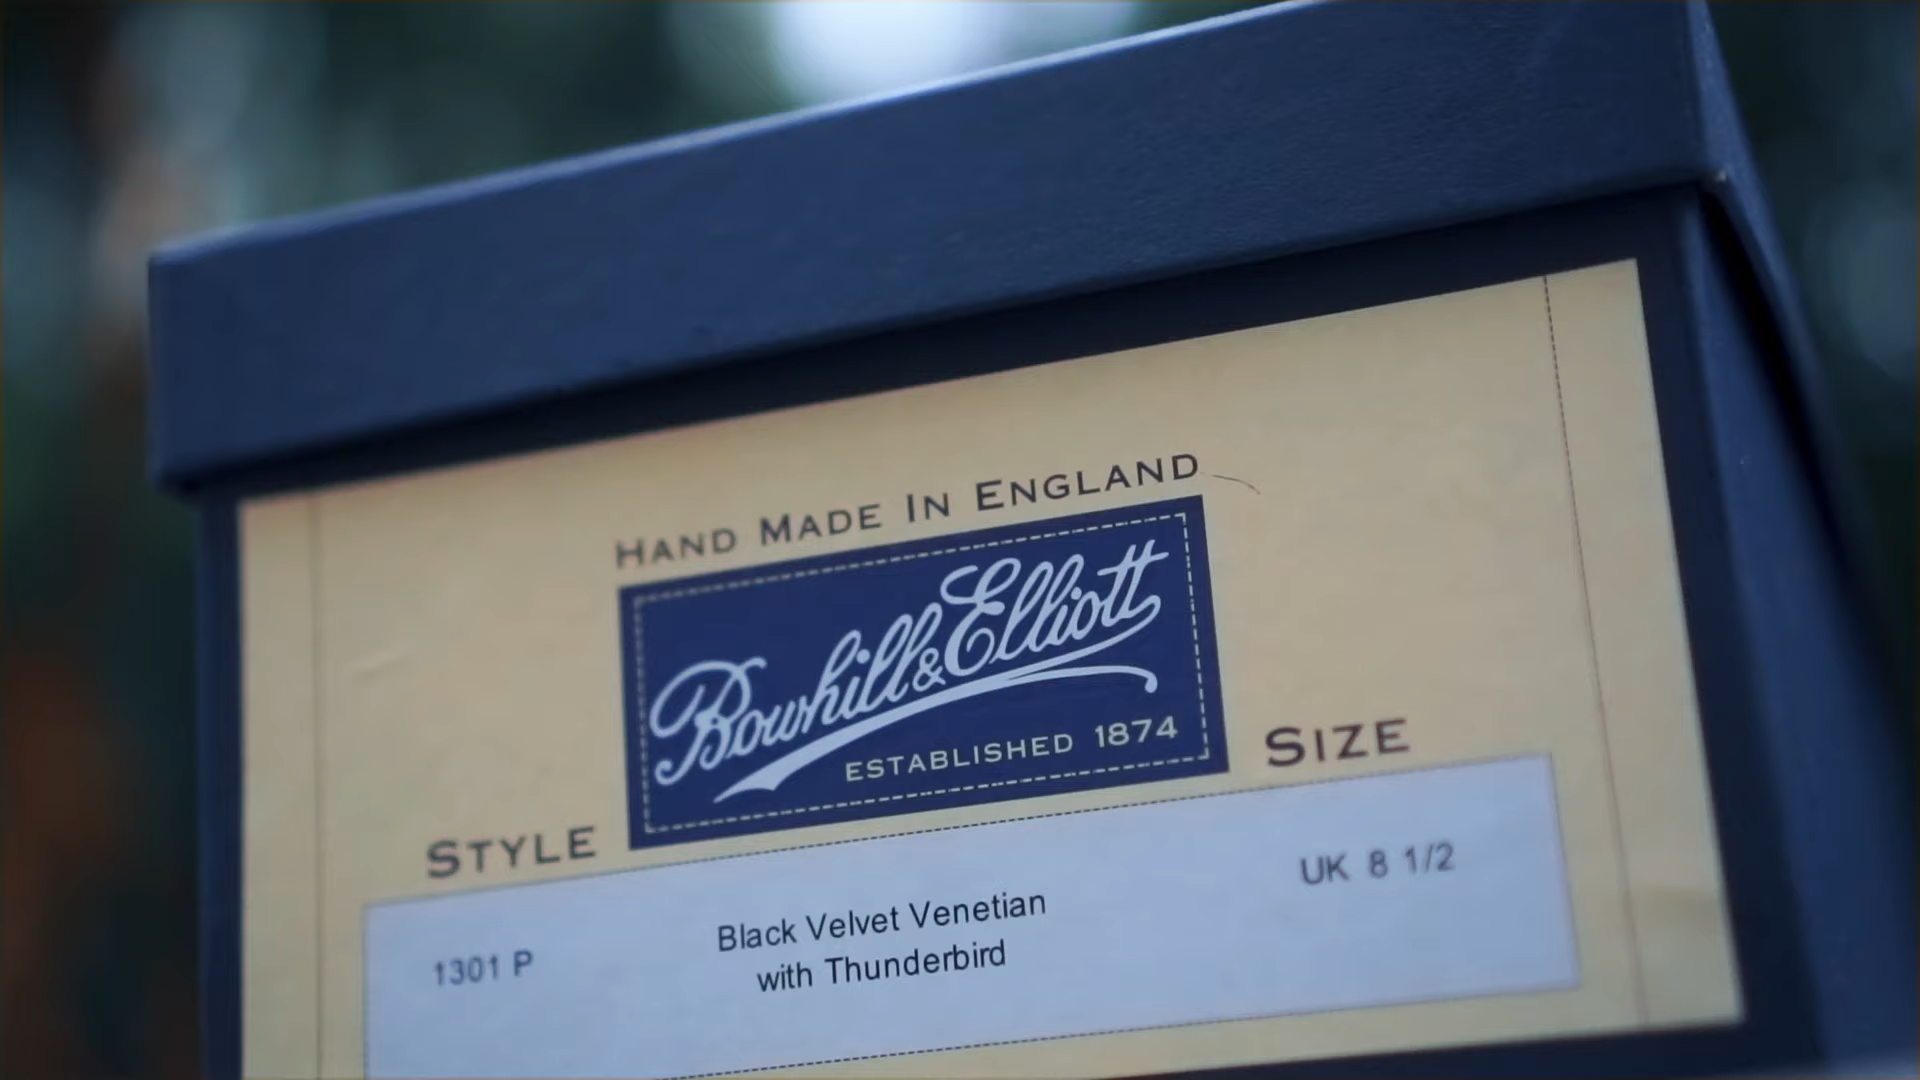 HAND MADE IN ENGLAND
Bowhill & Elliott
ESTABLISHED 1874
STYLE
SIZE
1301 P
Black Velvet Venetian
with Thunderbird
UK 8 1/2